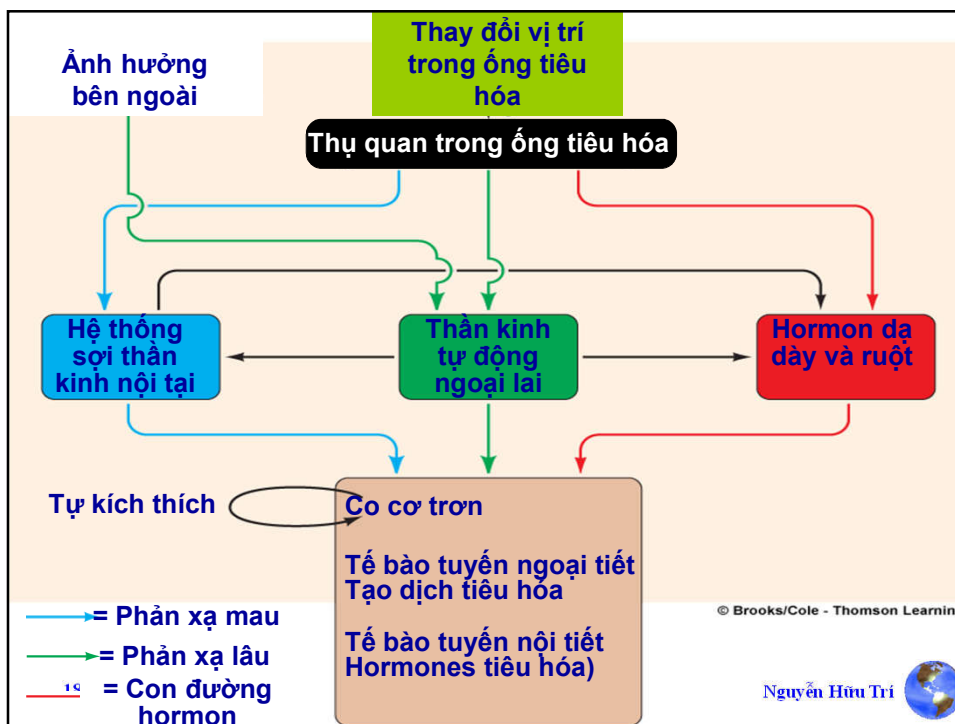 Ảnh hưởng
bên ngoài
Thay đổi vị trí
trong ống tiêu
hóa
Thụ quan trong ống tiêu hóa
Hệ thống
sợi thần
kinh nội tại
Thần kinh
tự động
ngoại lai
Hormon dạ
dày và ruột
Tự kích thích
Co cơ trơn
Tế bào tuyến ngoại tiết
Tạo dịch tiêu hóa
Tế bào tuyến nội tiết
Hormones tiêu hóa)
= Phản xạ mau
= Phản xạ lâu
= Con đường
hormon
© Brooks/Cole - Thomson Learnin
Nguyễn Hữu Trí